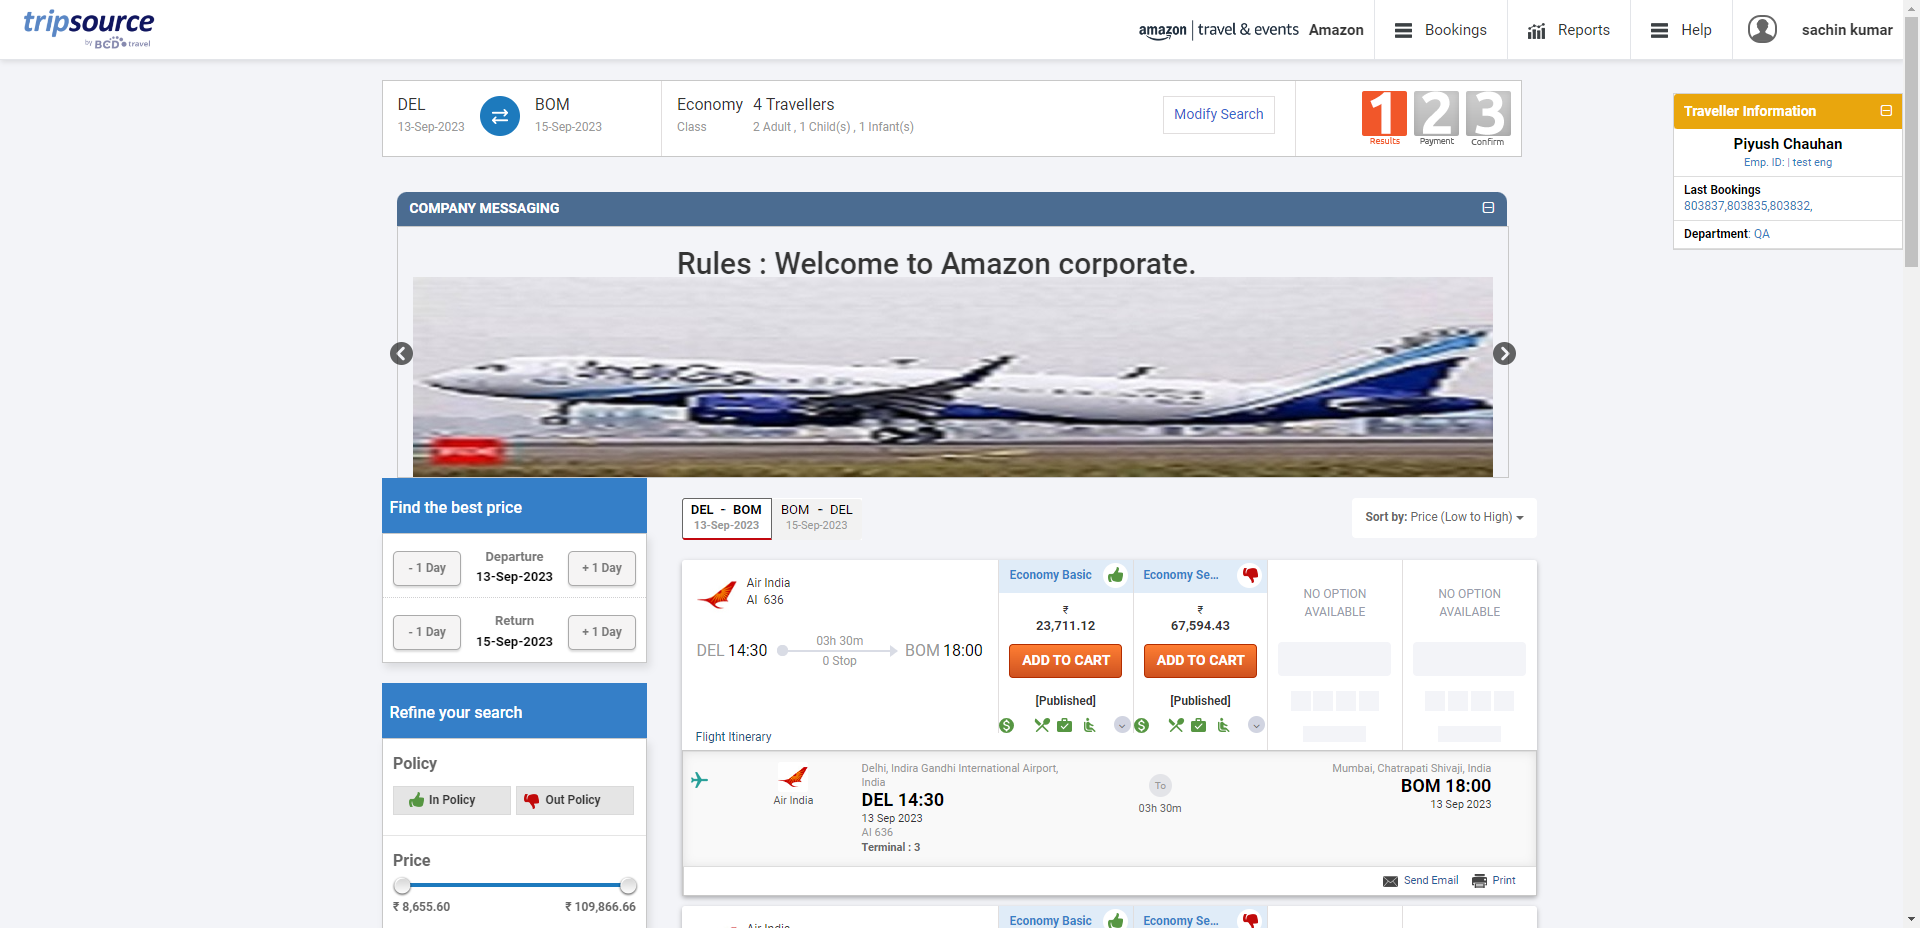 tripsource
by BCD travel
amazon | travel & events Amazon
Bookings
Reports
Help
sachin kumar
DEL
13-Sep-2023
BOM
15-Sep-2023
Economy
Class
4 Travellers
2 Adult , 1 Child(s) , 1 Infant(s)
Modify Search
1 2 3
Results Payment Confirm
Traveller Information
Piyush Chauhan
Emp. ID: | test eng
Last Bookings
803837,803835,803832,
Department: QA
COMPANY MESSAGING
Rules : Welcome to Amazon corporate.
IndiGo
Find the best price
- 1 Day
Departure
13-Sep-2023
+ 1 Day
- 1 Day
Return
15-Sep-2023
+ 1 Day
Refine your search
Policy
In Policy
Out Policy
Price
₹ 8,655.60
₹ 109,866.66
DEL - BOM
13-Sep-2023
BOM - DEL
15-Sep-2023
Sort by: Price (Low to High)
Air India
AI 636
DEL 14:30
03h 30m
0 Stop
BOM 18:00
Flight Itinerary
Economy Basic
₹
23,711.12
ADD TO CART
[Published]
Economy Se...
₹
67,594.43
ADD TO CART
[Published]
NO OPTION
AVAILABLE
NO OPTION
AVAILABLE
Air India
Delhi, Indira Gandhi International Airport,
India
DEL 14:30
13 Sep 2023
AI 636
Terminal : 3
To
03h 30m
Mumbai, Chatrapati Shivaji, India
BOM 18:00
13 Sep 2023
Send Email
Print
Air India
Economy Basic
Economy Se...